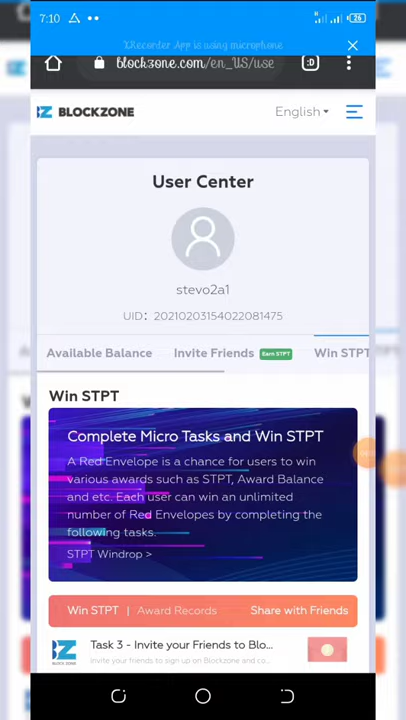 7:10
26
XRecorder App is using microphone
blockzone.com/en_US/use
:D
BLOCKZONE
English
User Center
stevo2a1
UID: 20210203154022081475
Available Balance Invite Friends Earn STPT Win STPT
Win STPT
Complete Micro Tasks and Win STPT
A Red Envelope is a chance for users to win
various awards such as STPT, Award Balance
and etc. Each user can win an unlimited
number of Red Envelopes by completing the
following tasks.
STPT Windrop >
Win STPT | Award Records Share with Friends
BLOCK ZONE
Task 3 - Invite your Friends to Blo...
invite your friends to sign up on Blockzone and co...